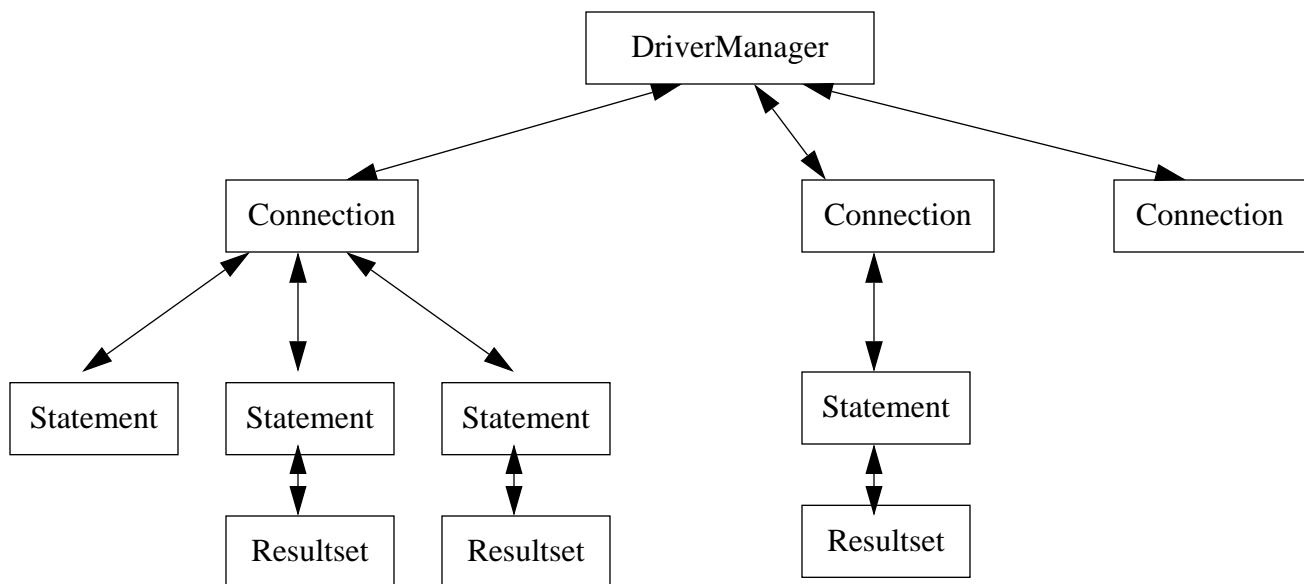 DriverManager
Connection
Connection
Connection
Statement
Statement
Statement
Statement
Resultset
Resultset
Resultset